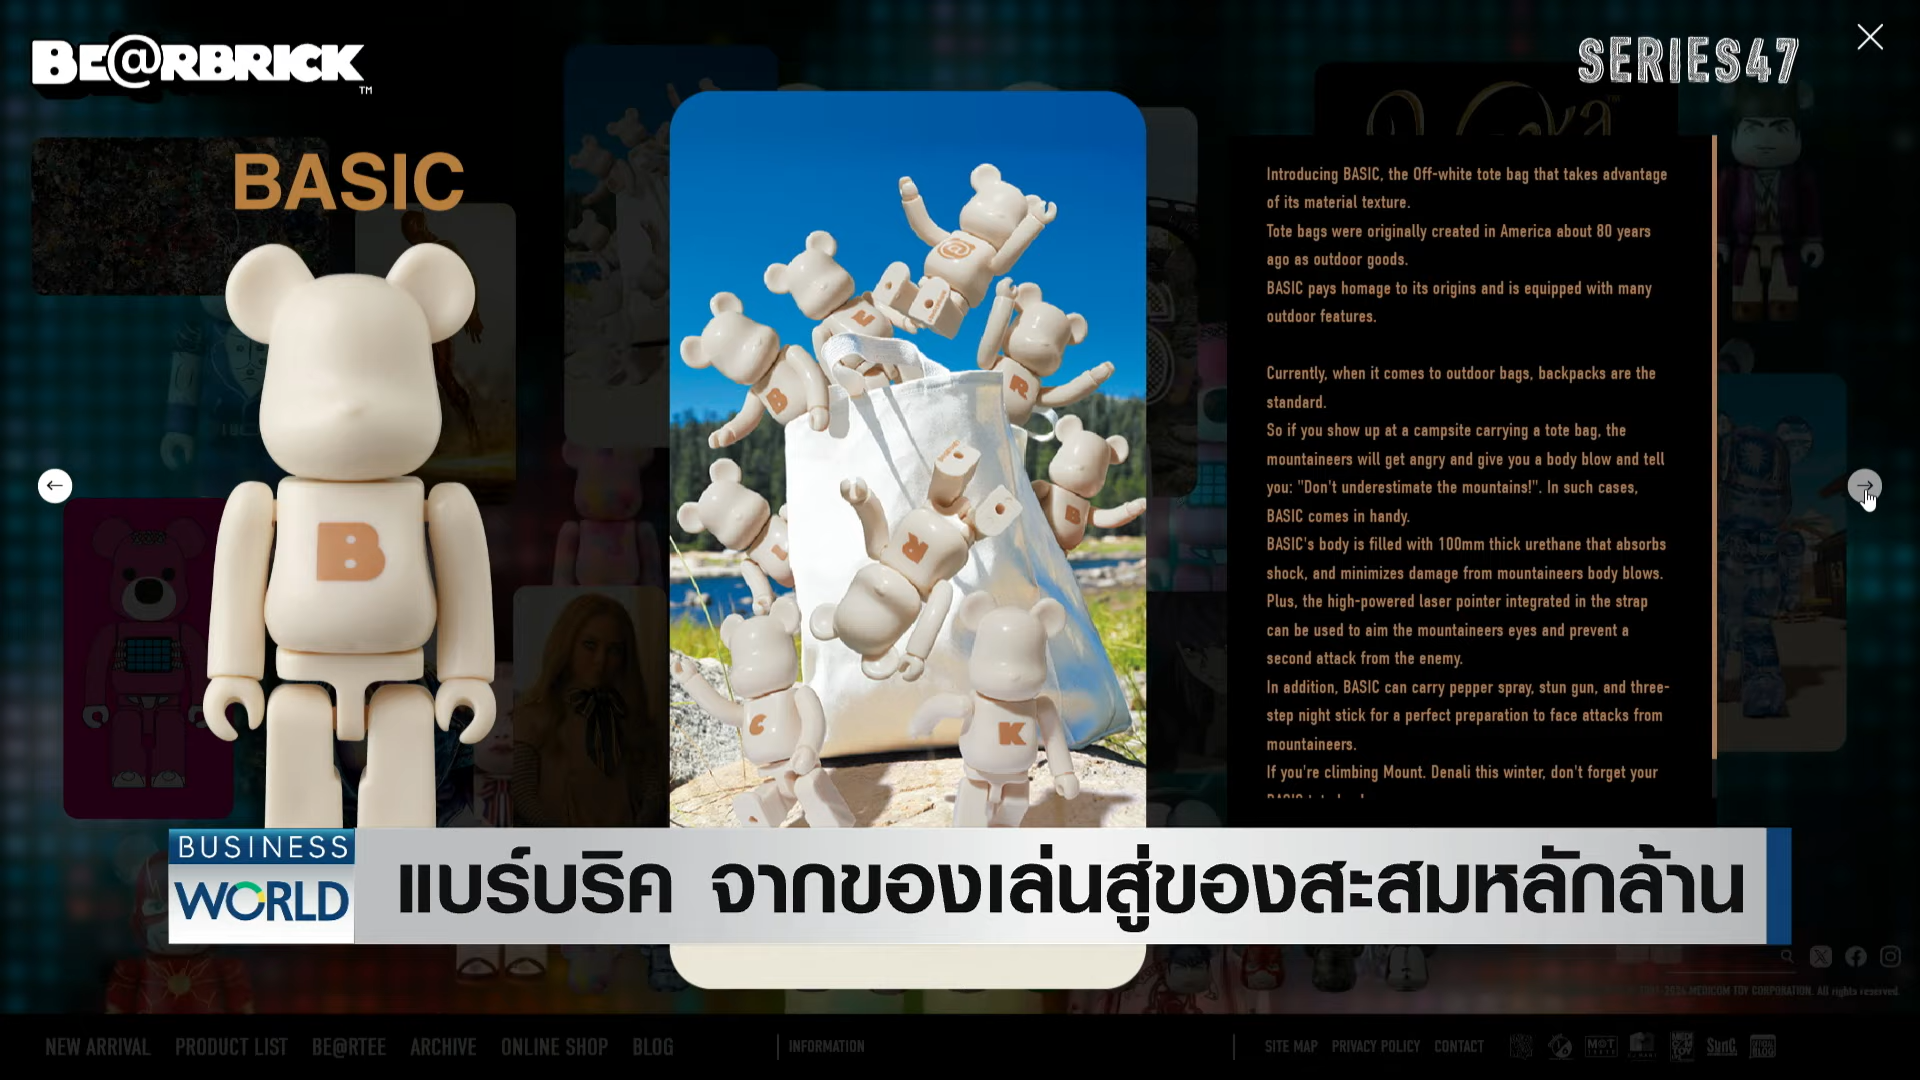 BE@RBRICK
TM
SERIES47
BASIC
B
Introducing BASIC, the Off-white tote bag that takes advantage
of its material texture.
Tote bags were originally created in America about 80 years
ago as outdoor goods.
BASIC pays homage to its origins and is equipped with many
outdoor features.
Currently, when it comes to outdoor bags, backpacks are the
standard.
So if you show up at a campsite carrying a tote bag, the
mountaineers will get angry and give you a body blow and tell
you: "Don't underestimate the mountains!". In such cases,
BASIC comes in handy.
BASIC's body is filled with 100mm thick urethane that absorbs
shock, and minimizes damage from mountaineers body blows.
Plus, the high-powered laser pointer integrated in the strap
can be used to aim the mountaineers eyes and prevent a
second attack from the enemy.
In addition, BASIC can carry pepper spray, stun gun, and three-
step night stick for a perfect preparation to face attacks from
mountaineers.
If you're climbing Mount. Denali this winter, don't forget your
@
B
R
B
R
C
K
BUSINESS
WORLD
แบร์บริค จากของเล่นสู่ของสะสมหลักล้าน
MEDICOM TOY CORPORATION. All rights reserved.
NEW ARRIVAL PRODUCT LIST BE@RTEE ARCHIVE ONLINE SHOP BLOG
INFORMATION
SITE MAP PRIVACY POLICY CONTACT